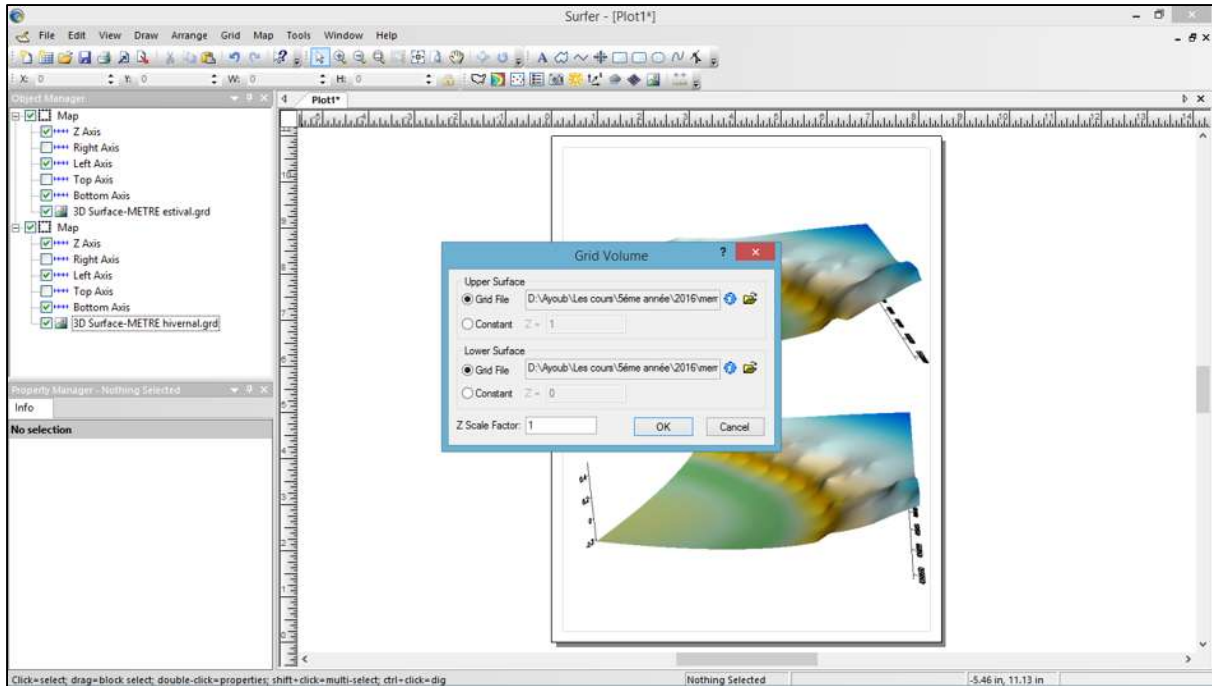 Surfer - [Plot1*]
File Edit View Draw Arrange Grid Map Tools Window Help
X: 0 Y: 0 W: 0 H: 0
Object Manager
Plot1*
Map
Z Axis
Right Axis
Left Axis
Top Axis
Bottom Axis
3D Surface-METRE estival.grd
Map
Z Axis
Right Axis
Left Axis
Top Axis
Bottom Axis
3D Surface-METRE hivernal.grd
Grid Volume
Upper Surface
Grid File D:\Ayoub\Les cours\5éme année\2016\mem
Constant Z = 1
Lower Surface
Grid File D:\Ayoub\Les cours\5éme année\2016\mem
Constant Z = 0
Z Scale Factor: 1 OK Cancel
Property Manager - Nothing Selected
Info
No selection
Click=select; drag=block select; double-click=properties; shift+click=multi-select; ctrl+click=dig Nothing Selected -5.46 in, 11.13 in